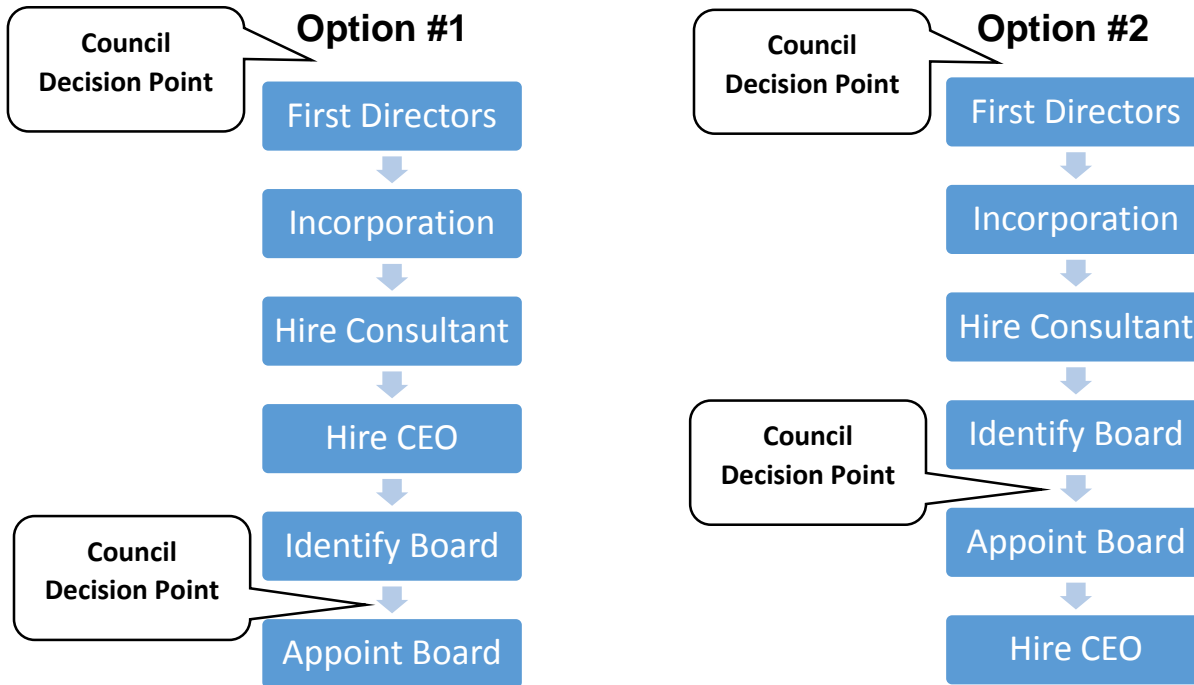 Option #1
Council
Decision Point
First Directors
Incorporation
Hire Consultant
Hire CEO
Identify Board
Council
Decision Point
Appoint Board
Option #2
Council
Decision Point
First Directors
Incorporation
Hire Consultant
Identify Board
Council
Decision Point
Appoint Board
Hire CEO